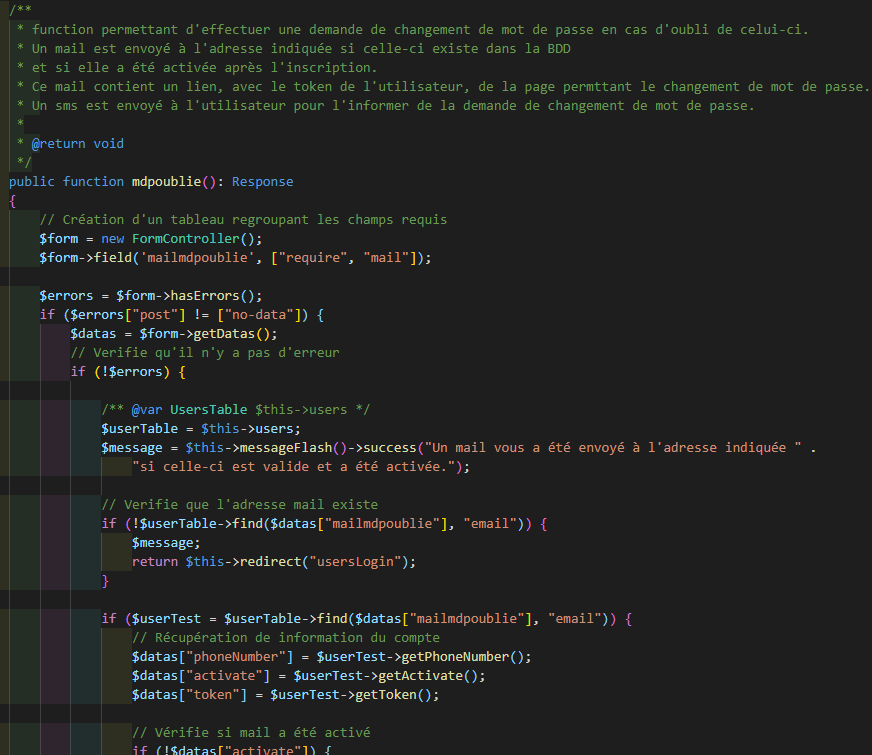 /**
 * function permettant d'effectuer une demande de changement de mot de passe en cas d'oubli de celui-ci.
 * Un mail est envoyé à l'adresse indiquée si celle-ci existe dans la BDD
 * et si elle a été activée après l'inscription.
 * Ce mail contient un lien, avec le token de l'utilisateur, de la page permttant le changement de mot de passe.
 * Un sms est envoyé à l'utilisateur pour l'informer de la demande de changement de mot de passe.
 *
 * @return void
 */
public function mdpoublie(): Response
{
    // Création d'un tableau regroupant les champs requis
    $form = new FormController();
    $form->field('mailmdpoublie', ["require", "mail"]);

    $errors = $form->hasErrors();
    if ($errors["post"] != ["no-data"]) {
        $datas = $form->getDatas();
        // Verifie qu'il n'y a pas d'erreur
        if (!$errors) {

            /** @var UsersTable $this->users */
            $userTable = $this->users;
            $message = $this->messageFlash()->success("Un mail vous a été envoyé à l'adresse indiquée " .
                "si celle-ci est valide et a été activée.");

            // Verifie que l'adresse mail existe
            if (!$userTable->find($datas["mailmdpoublie"], "email")) {
                $message;
                return $this->redirect("usersLogin");
            }

            if ($userTest = $userTable->find($datas["mailmdpoublie"], "email")) {
                // Récupération de information du compte
                $datas["phoneNumber"] = $userTest->getPhoneNumber();
                $datas["activate"] = $userTest->getActivate();
                $datas["token"] = $userTest->getToken();

                // Vérifie si mail a été activé
                if (!$datas["activate"]) {